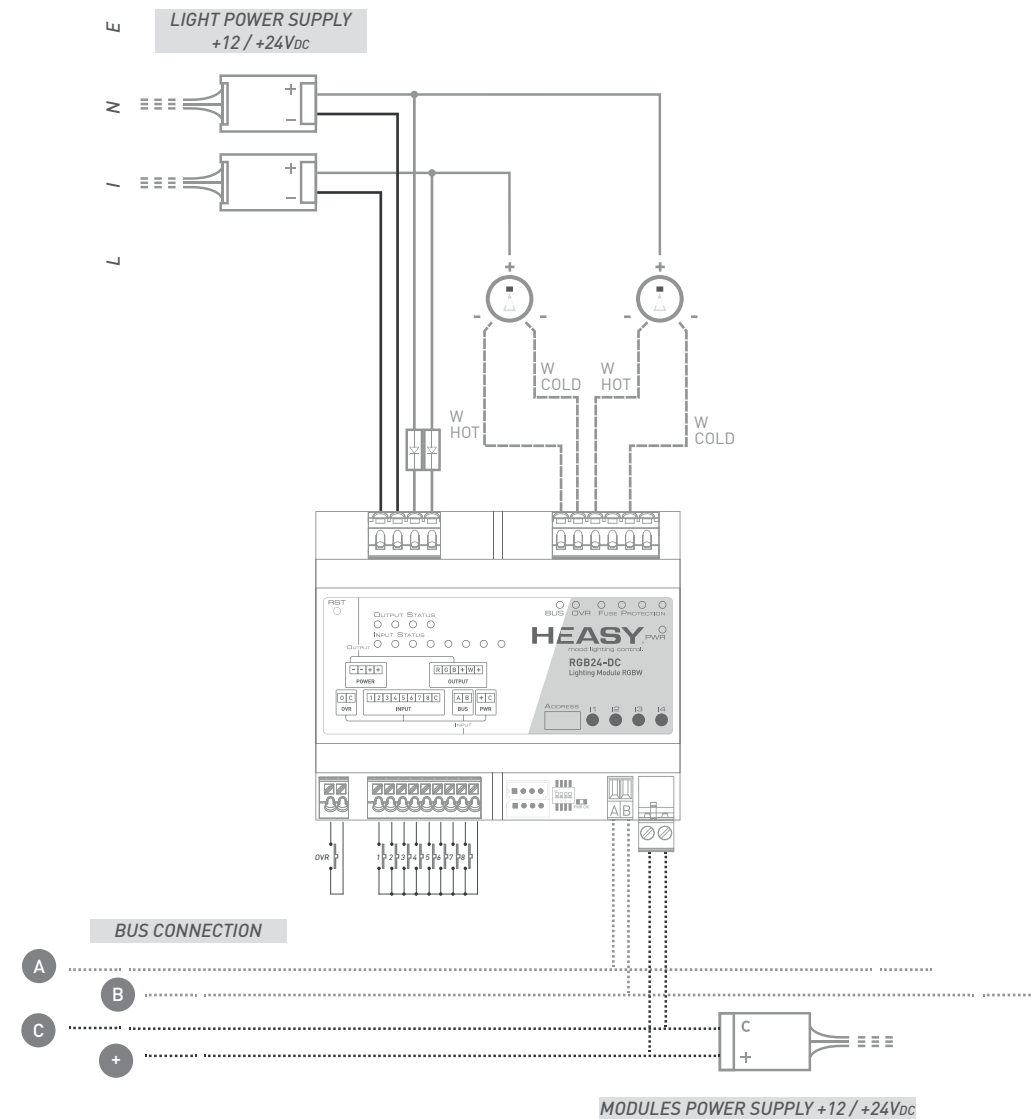 LIGHT POWER SUPPLY
+12 / +24VDC
E
N
I
L
+
−
+
−
+
+
-
-
-
-
W
COLD
W
HOT
W
HOT
W
COLD
RST
OUTPUT STATUS
INPUT STATUS
OUTPUT
BUS OVR FUSE PROTECTION
HEASY
PWR
mood lighting control.
RGB24-DC
Lighting Module RGBW
- - + +
POWER
R G B + W +
OUTPUT
O C
OVR
1 2 3 4 5 6 7 8 C
INPUT
A B
BUS
+ C
PWR
INPUT
ADDRESS
I1 I2 I3 I4
A B
OVR
1 2 3 4 5 6 7 8
BUS CONNECTION
A
B
C
+
C
+
MODULES POWER SUPPLY +12 / +24VDC